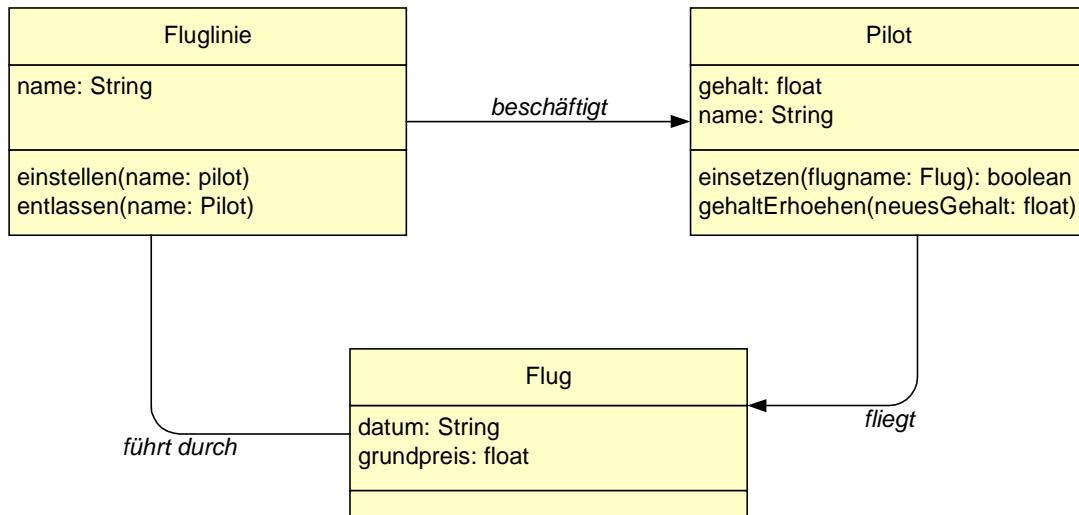 Fluglinie
name: String
einstellen(name: pilot)
entlassen(name: Pilot)
beschäftigt
Pilot
gehalt: float
name: String
einsetzen(flugname: Flug): boolean
gehaltErhoehen(neuesGehalt: float)
führt durch
Flug
datum: String
grundpreis: float
fliegt